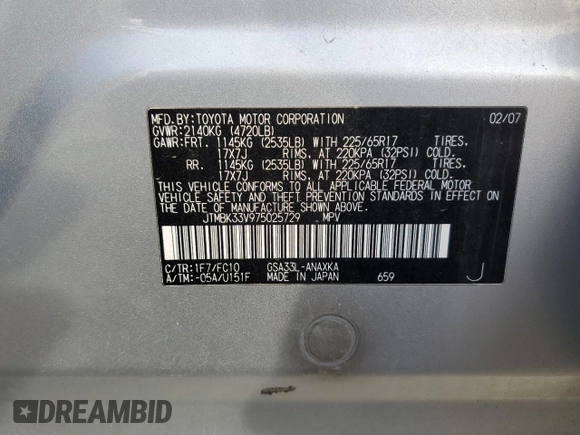 MFD.BY:TOYOTA MOTOR CORPORATION 02/07
GVWR:2140KG (4720LB)
GAWR:FRT. 1145KG (2535LB) WITH 225/65R17 TIRES,
17X7J RIMS, AT 220KPA (32PSI) COLD.
RR. 1145KG (2535LB) WITH 225/65R17 TIRES,
17X7J RIMS, AT 220KPA (32PSI) COLD.
THIS VEHICLE CONFORMS TO ALL APPLICABLE FEDERAL MOTOR
VEHICLE SAFETY AND THEFT PREVENTION STANDARDS IN EFFECT ON
THE DATE OF MANUFACTURE SHOWN ABOVE.
JTMBK33V975025729 MPV
C/TR:1F7/FC10 GSA33L-ANAXKA
A/TM:-05A/U151F MADE IN JAPAN 659 J
DREAMBID